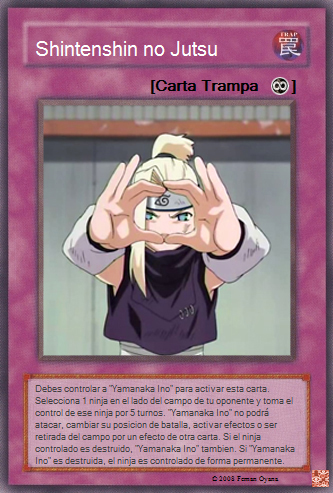 Shintenshin no Jutsu
TRAP
罠
[Carta Trampa ]
Debes controlar a "Yamanaka Ino" para activar esta carta.
Selecciona 1 ninja en el lado del campo de tu oponente y toma el
control de ese ninja por 5 turnos. "Yamanaka Ino" no podrá
atacar, cambiar su posicion de batalla, activar efectos o ser
retirada del campo por un efecto de otra carta. Si el ninja
controlado es destruido, "Yamanaka Ino" tambien. Si "Yamanaka
Ino" es destruida, el ninja es controlado de forma permanente.
©2008 Forman Oyana